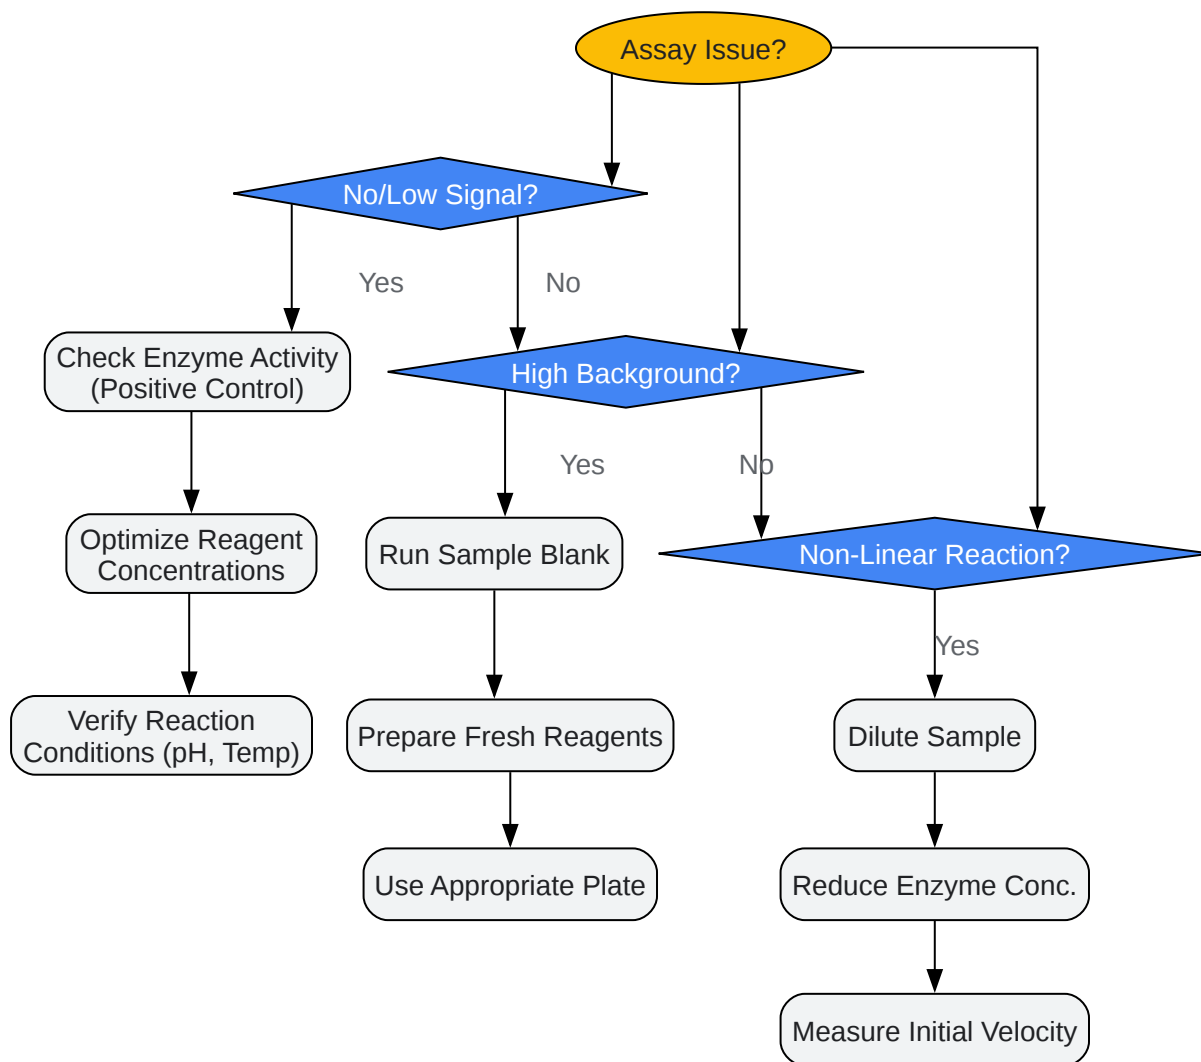 Assay Issue?
No/Low Signal?
Yes
No
Check Enzyme Activity
(Positive Control)
High Background?
Yes
No
Optimize Reagent
Concentrations
Run Sample Blank
Non-Linear Reaction?
Yes
Verify Reaction
Conditions (pH, Temp)
Prepare Fresh Reagents
Dilute Sample
Use Appropriate Plate
Reduce Enzyme Conc.
Measure Initial Velocity